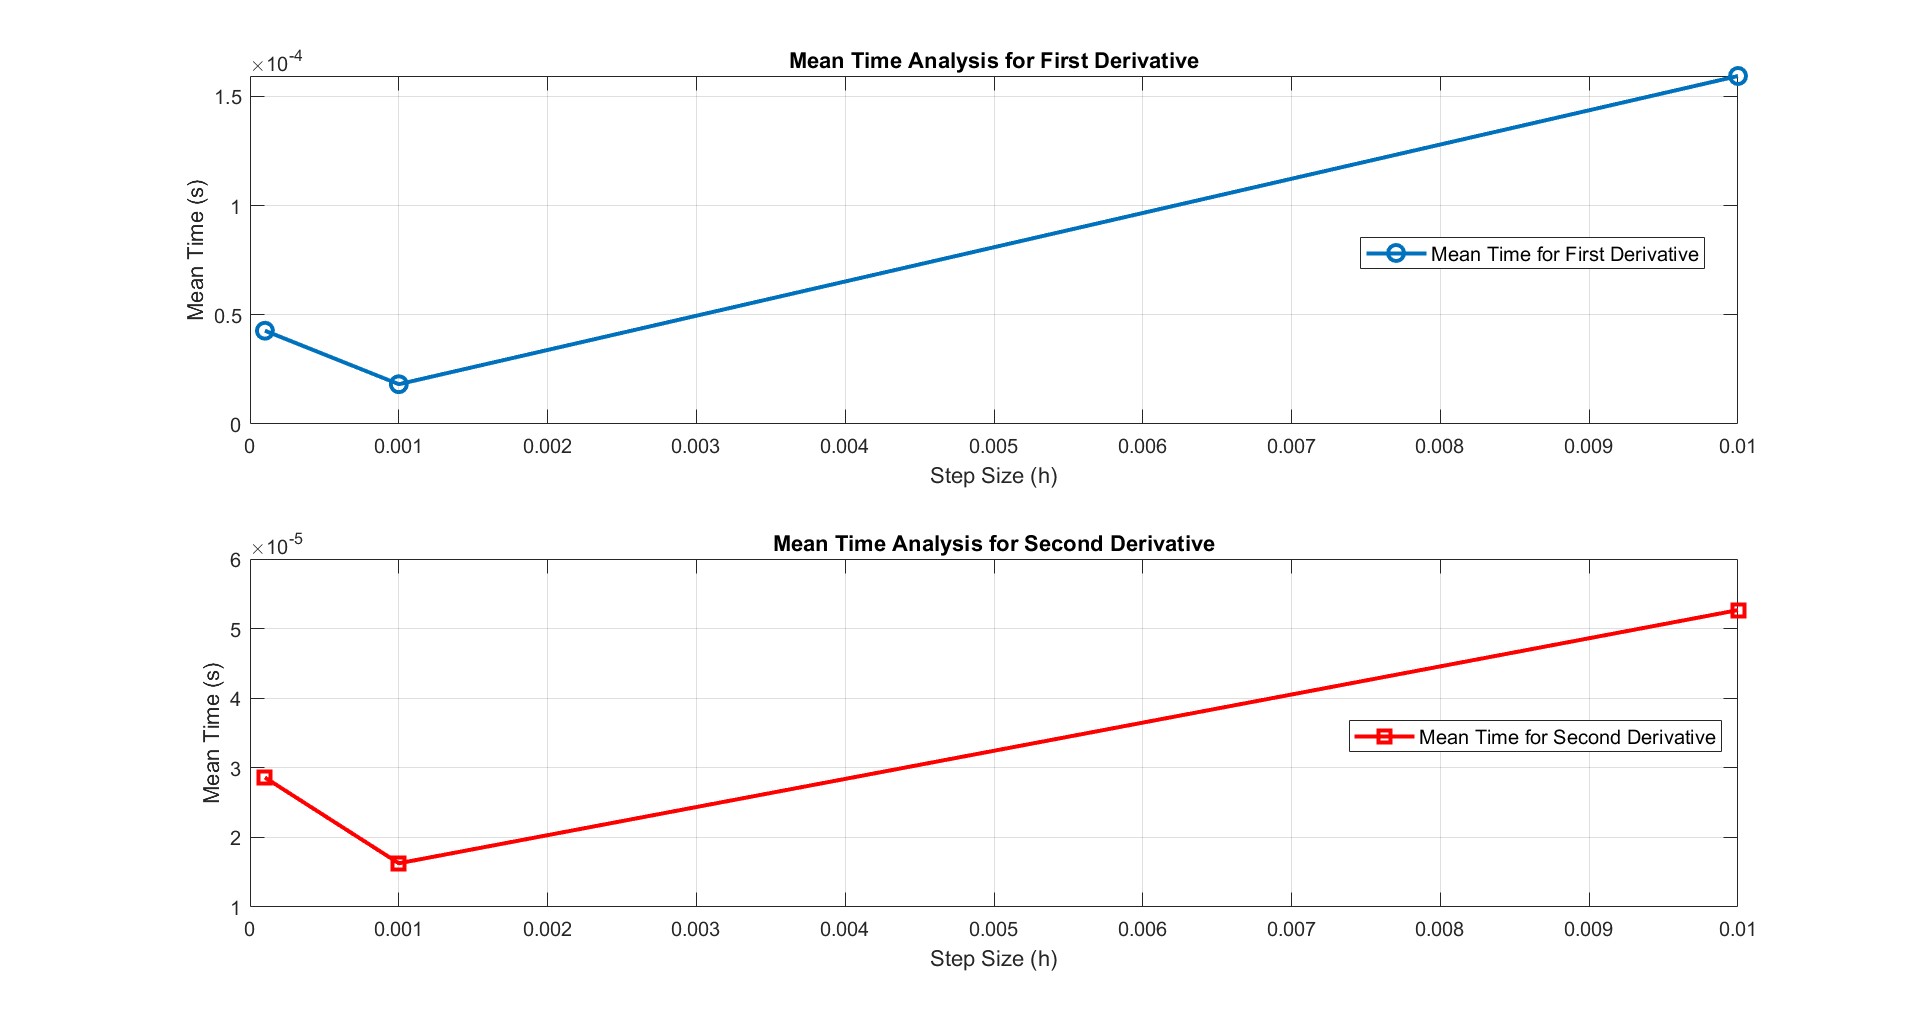 Mean Time Analysis for First Derivative
×10-4
1.5
1
0.5
0
Mean Time (s)
Mean Time for First Derivative
0 0.001 0.002 0.003 0.004 0.005 0.006 0.007 0.008 0.009 0.01
Step Size (h)
Mean Time Analysis for Second Derivative
×10-5
6
5
4
3
2
1
Mean Time (s)
Mean Time for Second Derivative
0 0.001 0.002 0.003 0.004 0.005 0.006 0.007 0.008 0.009 0.01
Step Size (h)